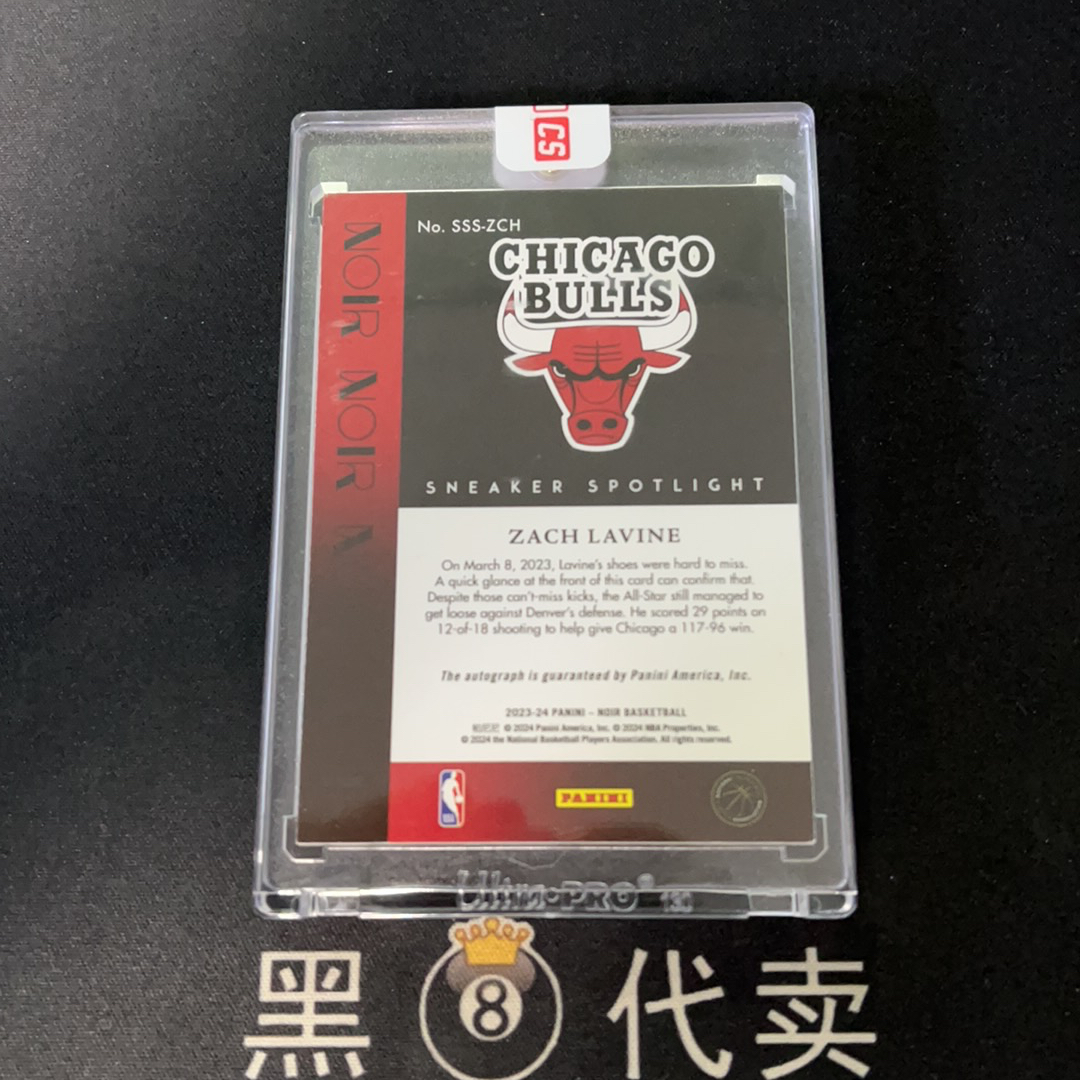 CS
No. SSS-ZCH
CHICAGO
BULLS
NOIR NOIR N
SNEAKER SPOTLIGHT
ZACH LAVINE
On March 8, 2023, Lavine's shoes were hard to miss.
A quick glance at the front of this card can confirm that.
Despite those can't-miss kicks, the All-Star still managed to
get loose against Denver's defense. He scored 29 points on
12-of-18 shooting to help give Chicago a 117-96 win.
The autograph is guaranteed by Panini America, Inc.
2023-24 PANINI – NOIR BASKETBALL
© 2024 Panini America, Inc. © 2024 NBA Properties, Inc.
© 2024 the National Basketball Players Association. All rights reserved.
PANINI
Ultra•PRO®
黑 8 代卖